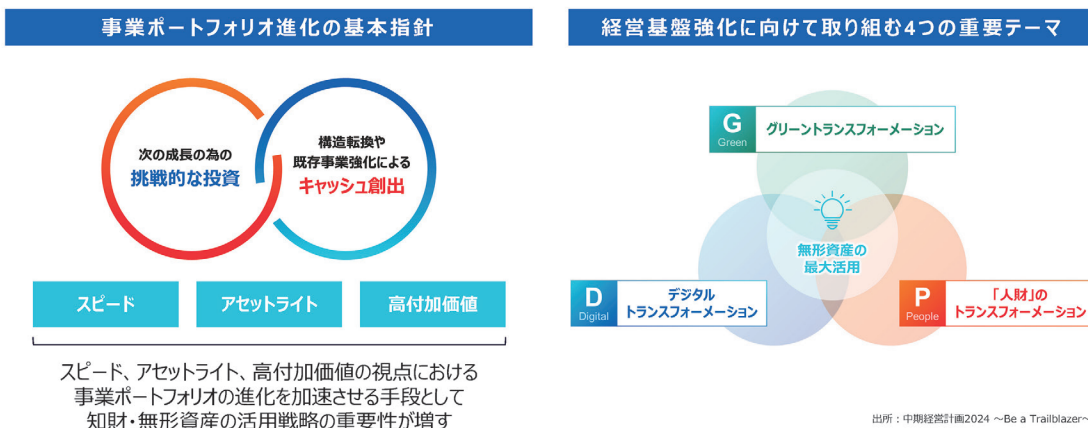 事業ポートフォリオ進化の基本指針
次の成長の為の
挑戦的な投資
構造転換や
既存事業強化による
キャッシュ創出
スピード
アセットライト
高付加価値
スピード、アセットライト、高付加価値の視点における
事業ポートフォリオの進化を加速させる手段として
知財・無形資産の活用戦略の重要性が増す
経営基盤強化に向けて取り組む4つの重要テーマ
G
Green
グリーントランスフォーメーション
無形資産の
最大活用
D
Digital
デジタル
トランスフォーメーション
P
People
「人財」の
トランスフォーメーション
出所：中期経営計画2024 ～Be a Trailblazer～